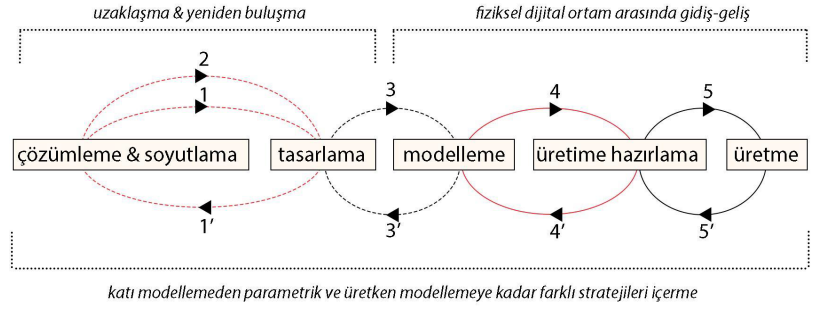 uzaklaşma & yeniden buluşma
fiziksel dijital ortam arasında gidiş-geliş
2
1
3
4
5
çözümleme & soyutlama
tasarlama
modelleme
üretime hazırlama
üretme
1’
3’
4’
5’
katı modellemeden parametrik ve üretken modellemeye kadar farklı stratejileri içerme